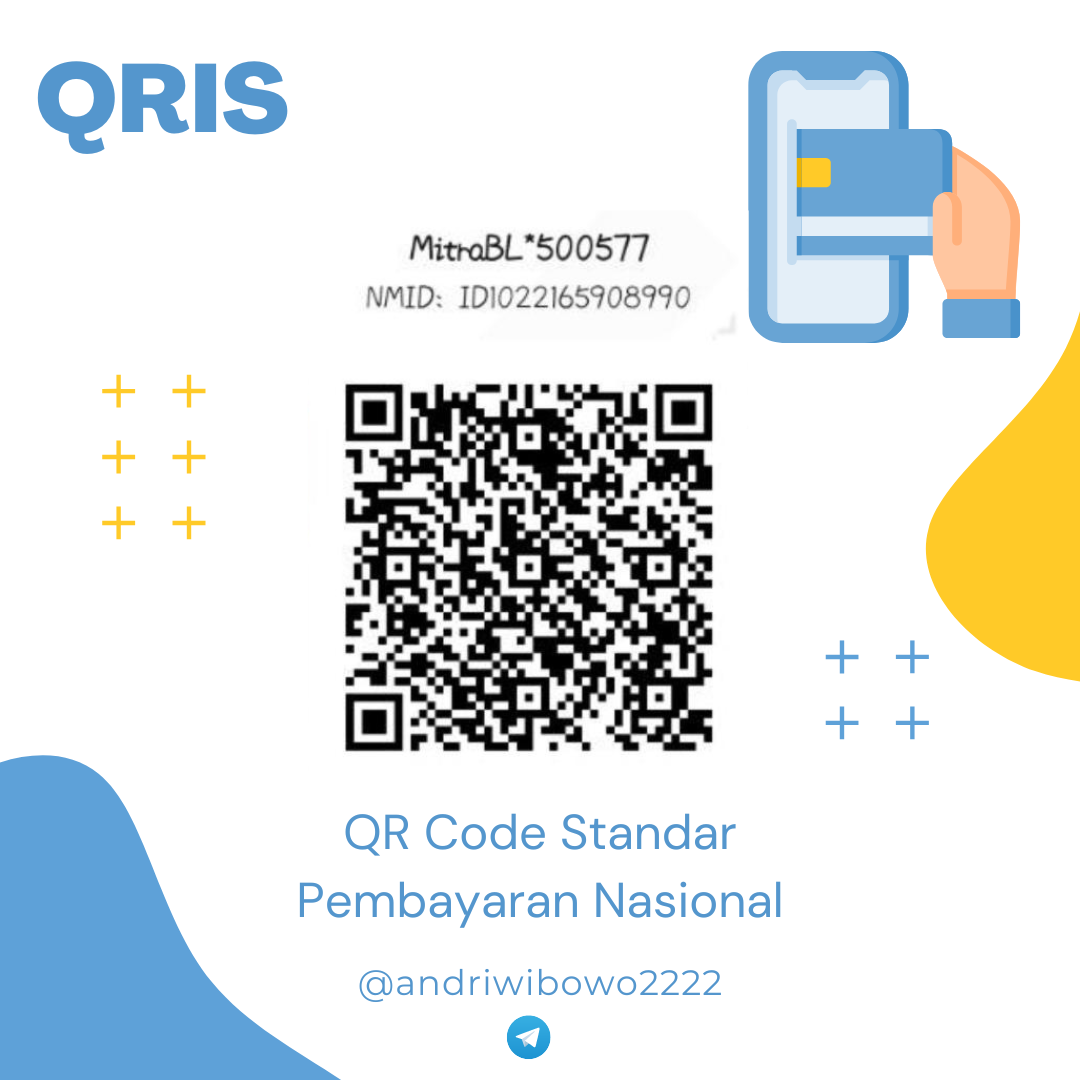 QRIS
MitraBL*500577
NMID: ID1022165908990
QR Code Standar
Pembayaran Nasional
@andriwibowo2222